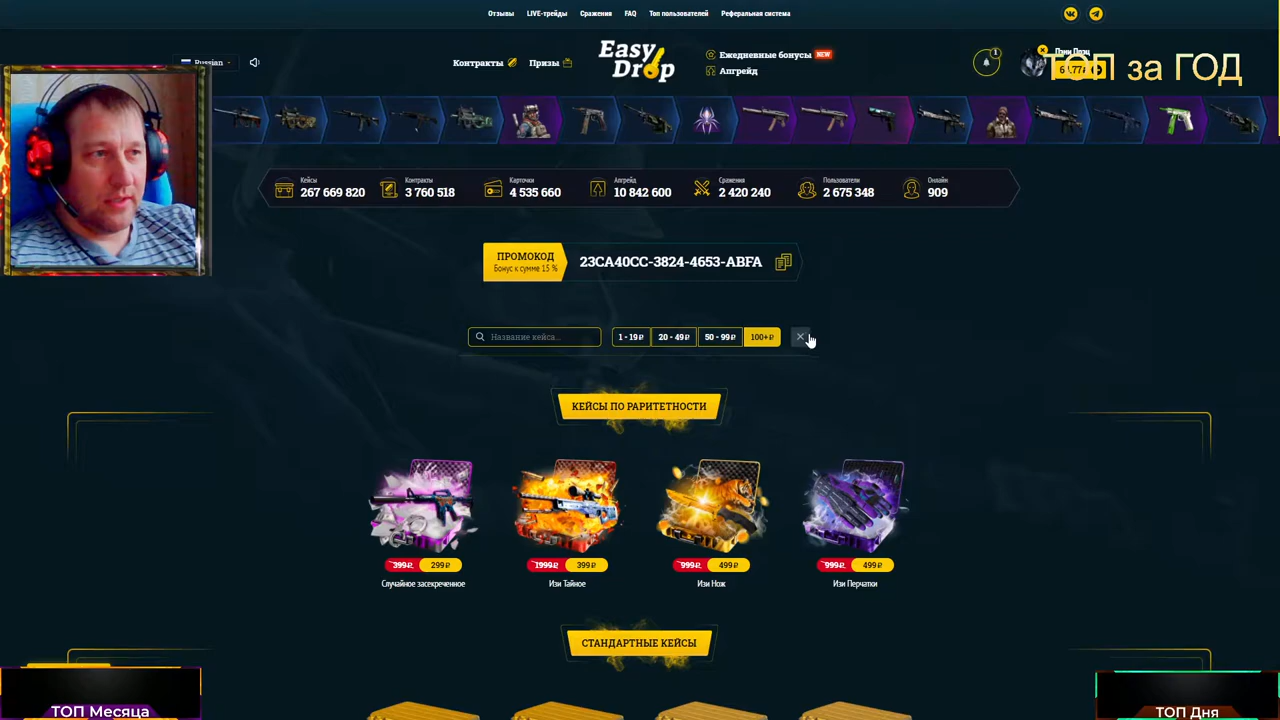 Отзывы LIVE-трейды Сражения FAQ Топ пользователей Реферальная система
Russian
Контракты Призы
Easy Drop
Ежедневные бонусы NEW
Апгрейд
1
ТОП за ГОД
Кейсы
267 669 820
Контракты
3 760 518
Карточки
4 535 660
Апгрейд
10 842 600
Сражения
2 420 240
Пользователи
2 675 348
Онлайн
909
ПРОМОКОД
Бонус к сумме 15 %
23CA40CC-3824-4653-ABFA
Название кейса...
1 - 19₽ 20 - 49₽ 50 - 99₽ 100+₽
КЕЙСЫ ПО РАРИТЕТНОСТИ
399₽ 299₽
Случайное засекреченное
1999₽ 399₽
Изи Тайное
999₽ 499₽
Изи Нож
999₽ 499₽
Изи Перчатки
СТАНДАРТНЫЕ КЕЙСЫ
ТОП Месяца
ТОП Дня